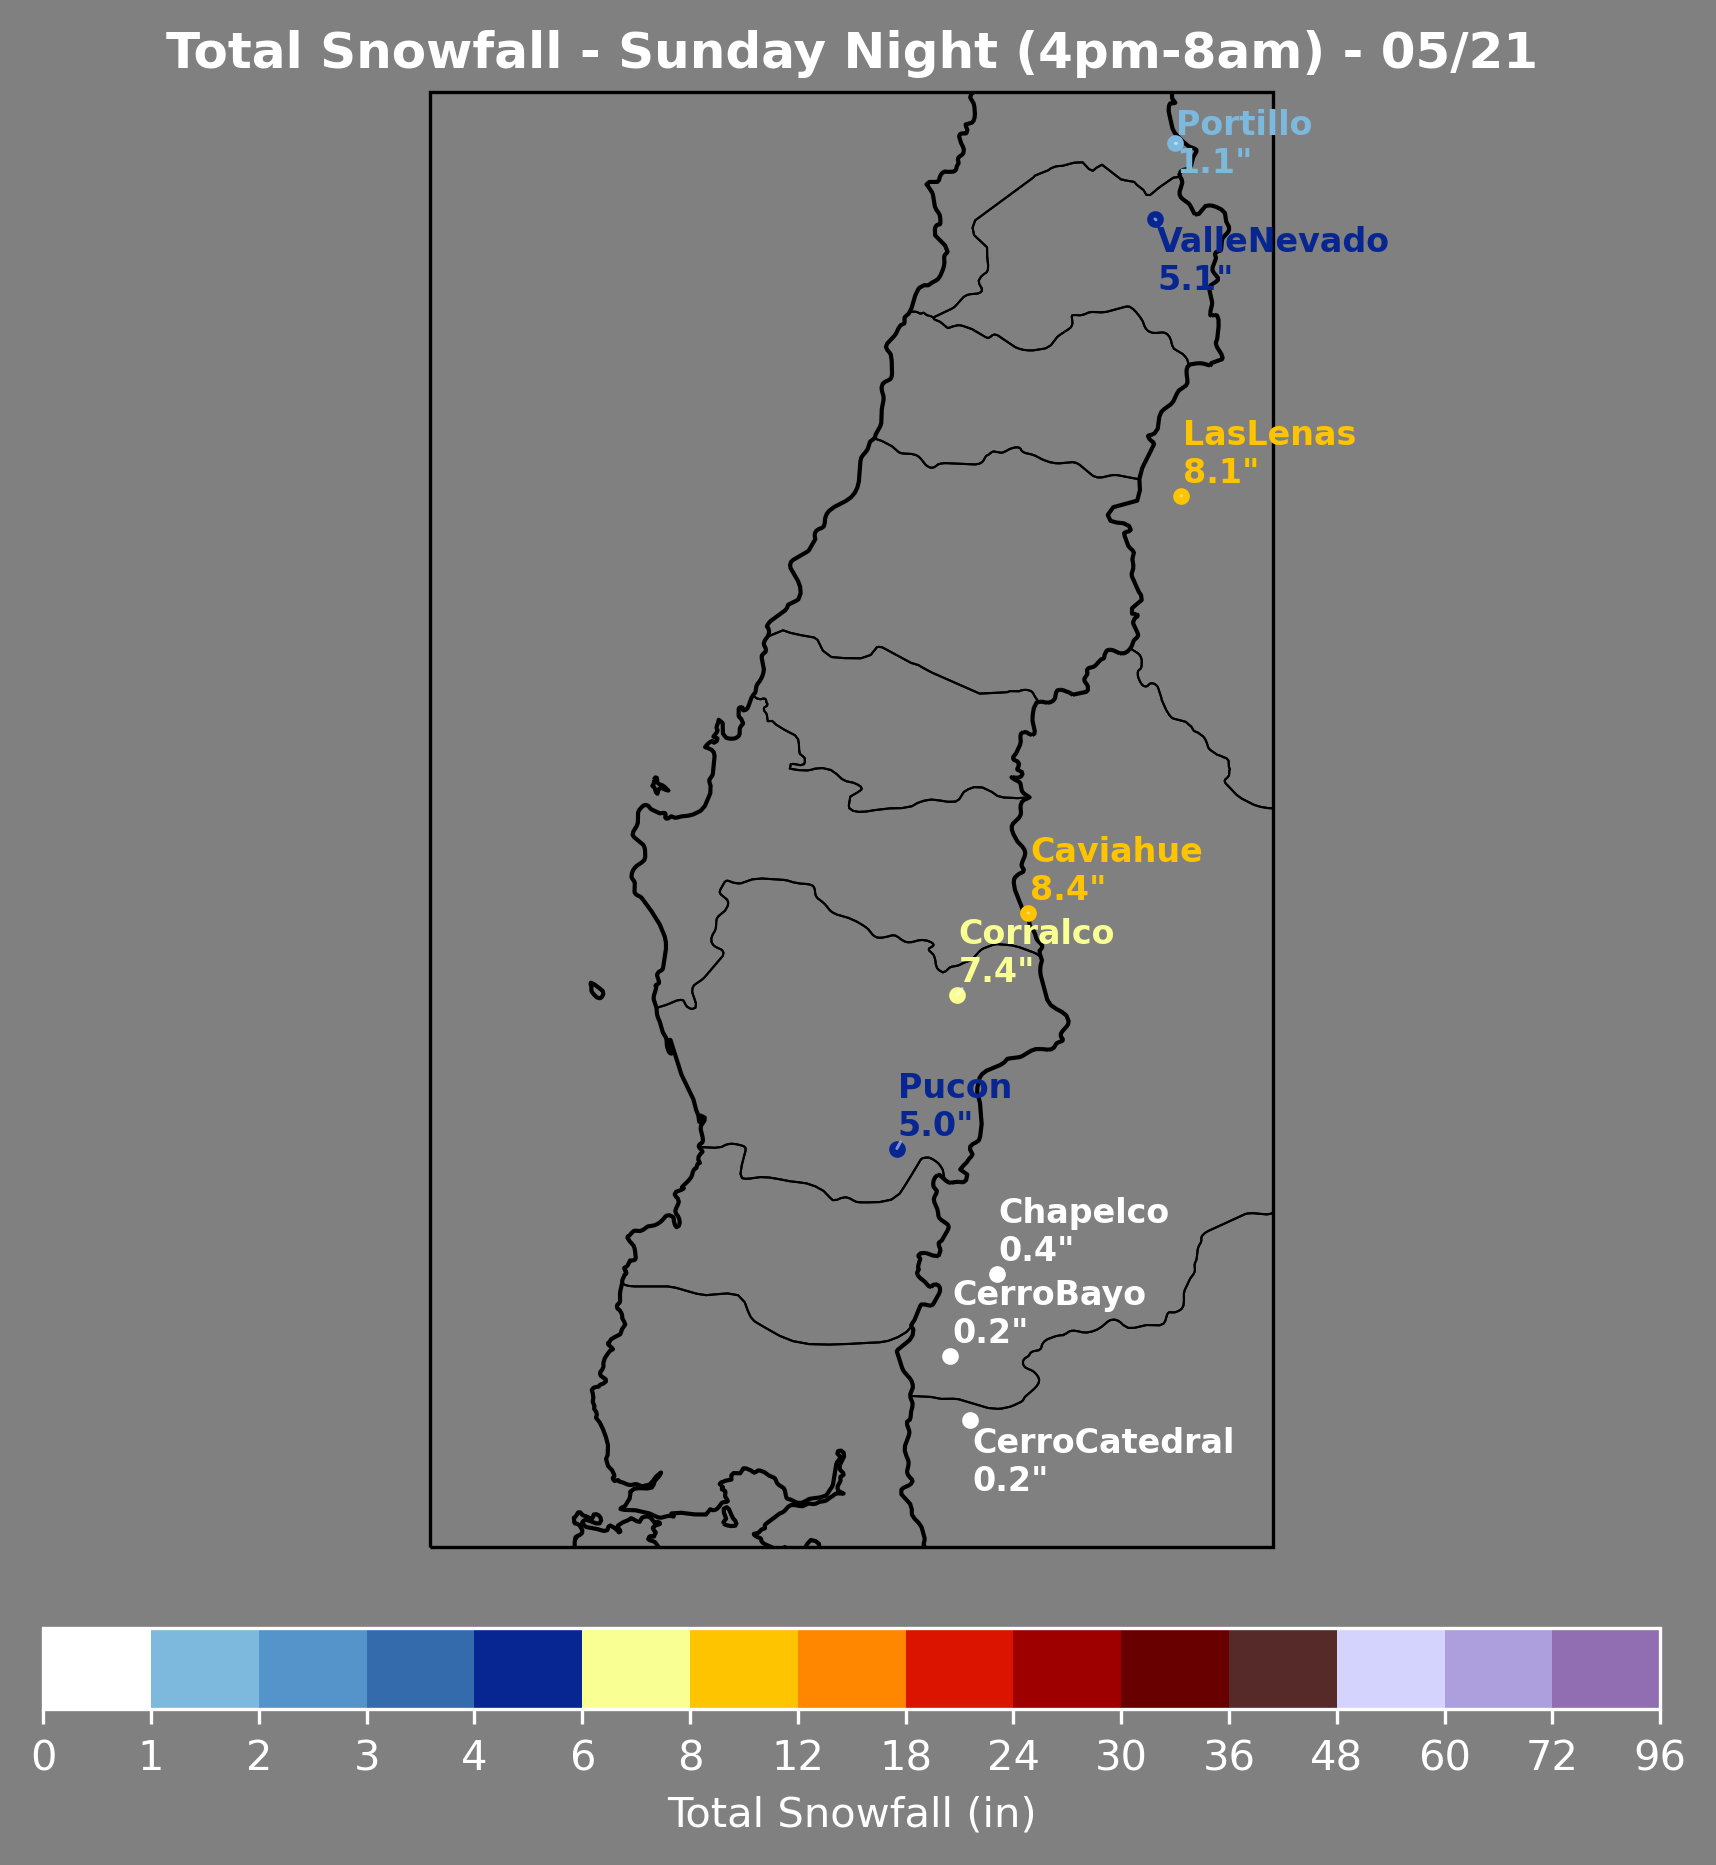 Total Snowfall - Sunday Night (4pm-8am) - 05/21
Portillo
1.1"
ValleNevado
5.1"
LasLenas
8.1"
Caviahue
8.4"
Corralco
7.4"
Pucon
5.0"
Chapelco
0.4"
CerroBayo
0.2"
CerroCatedral
0.2"
0 1 2 3 4 6 8 12 18 24 30 36 48 60 72 96
Total Snowfall (in)